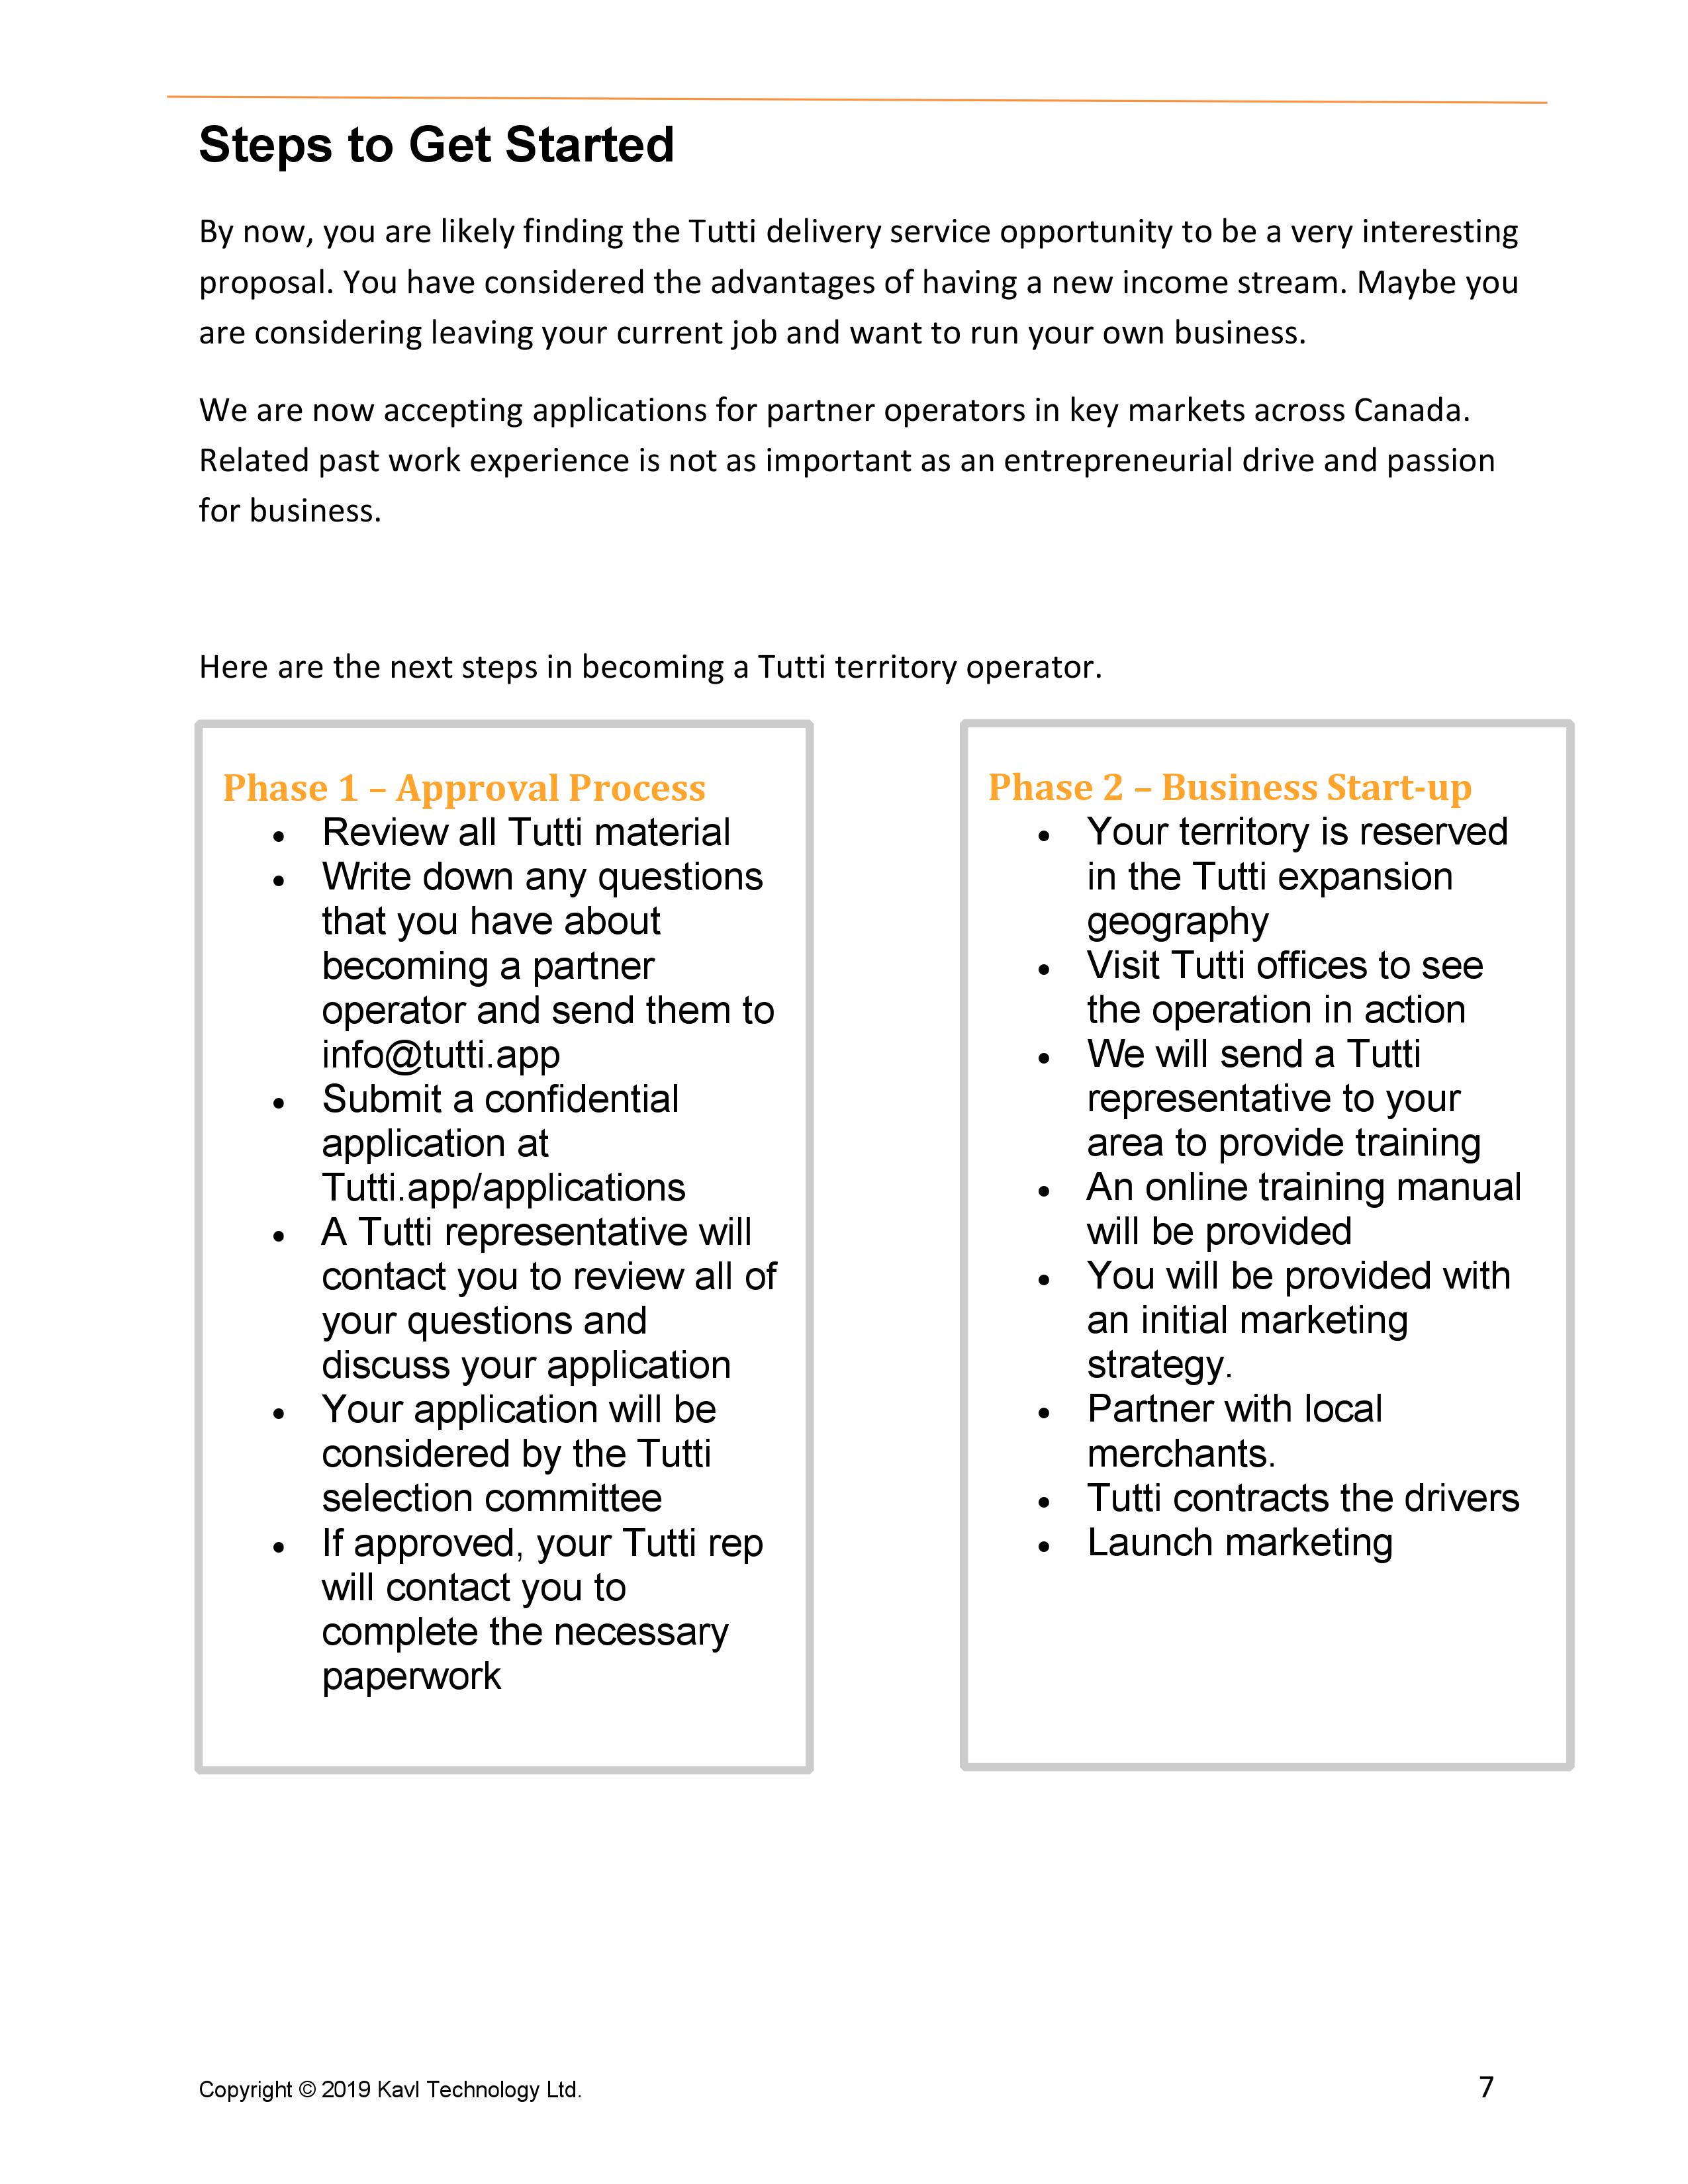 Steps to Get Started
By now, you are likely finding the Tutti delivery service opportunity to be a very interesting
proposal. You have considered the advantages of having a new income stream. Maybe you
are considering leaving your current job and want to run your own business.
We are now accepting applications for partner operators in key markets across Canada.
Related past work experience is not as important as an entrepreneurial drive and passion
for business.
Here are the next steps in becoming a Tutti territory operator.
Phase 1 – Approval Process
• Review all Tutti material
• Write down any questions
that you have about
becoming a partner
operator and send them to
info@tutti.app
• Submit a confidential
application at
Tutti.app/applications
• A Tutti representative will
contact you to review all of
your questions and
discuss your application
• Your application will be
considered by the Tutti
selection committee
• If approved, your Tutti rep
will contact you to
complete the necessary
paperwork
Phase 2 – Business Start-up
• Your territory is reserved
in the Tutti expansion
geography
• Visit Tutti offices to see
the operation in action
• We will send a Tutti
representative to your
area to provide training
• An online training manual
will be provided
• You will be provided with
an initial marketing
strategy.
• Partner with local
merchants.
• Tutti contracts the drivers
• Launch marketing
Copyright © 2019 Kavl Technology Ltd.
7